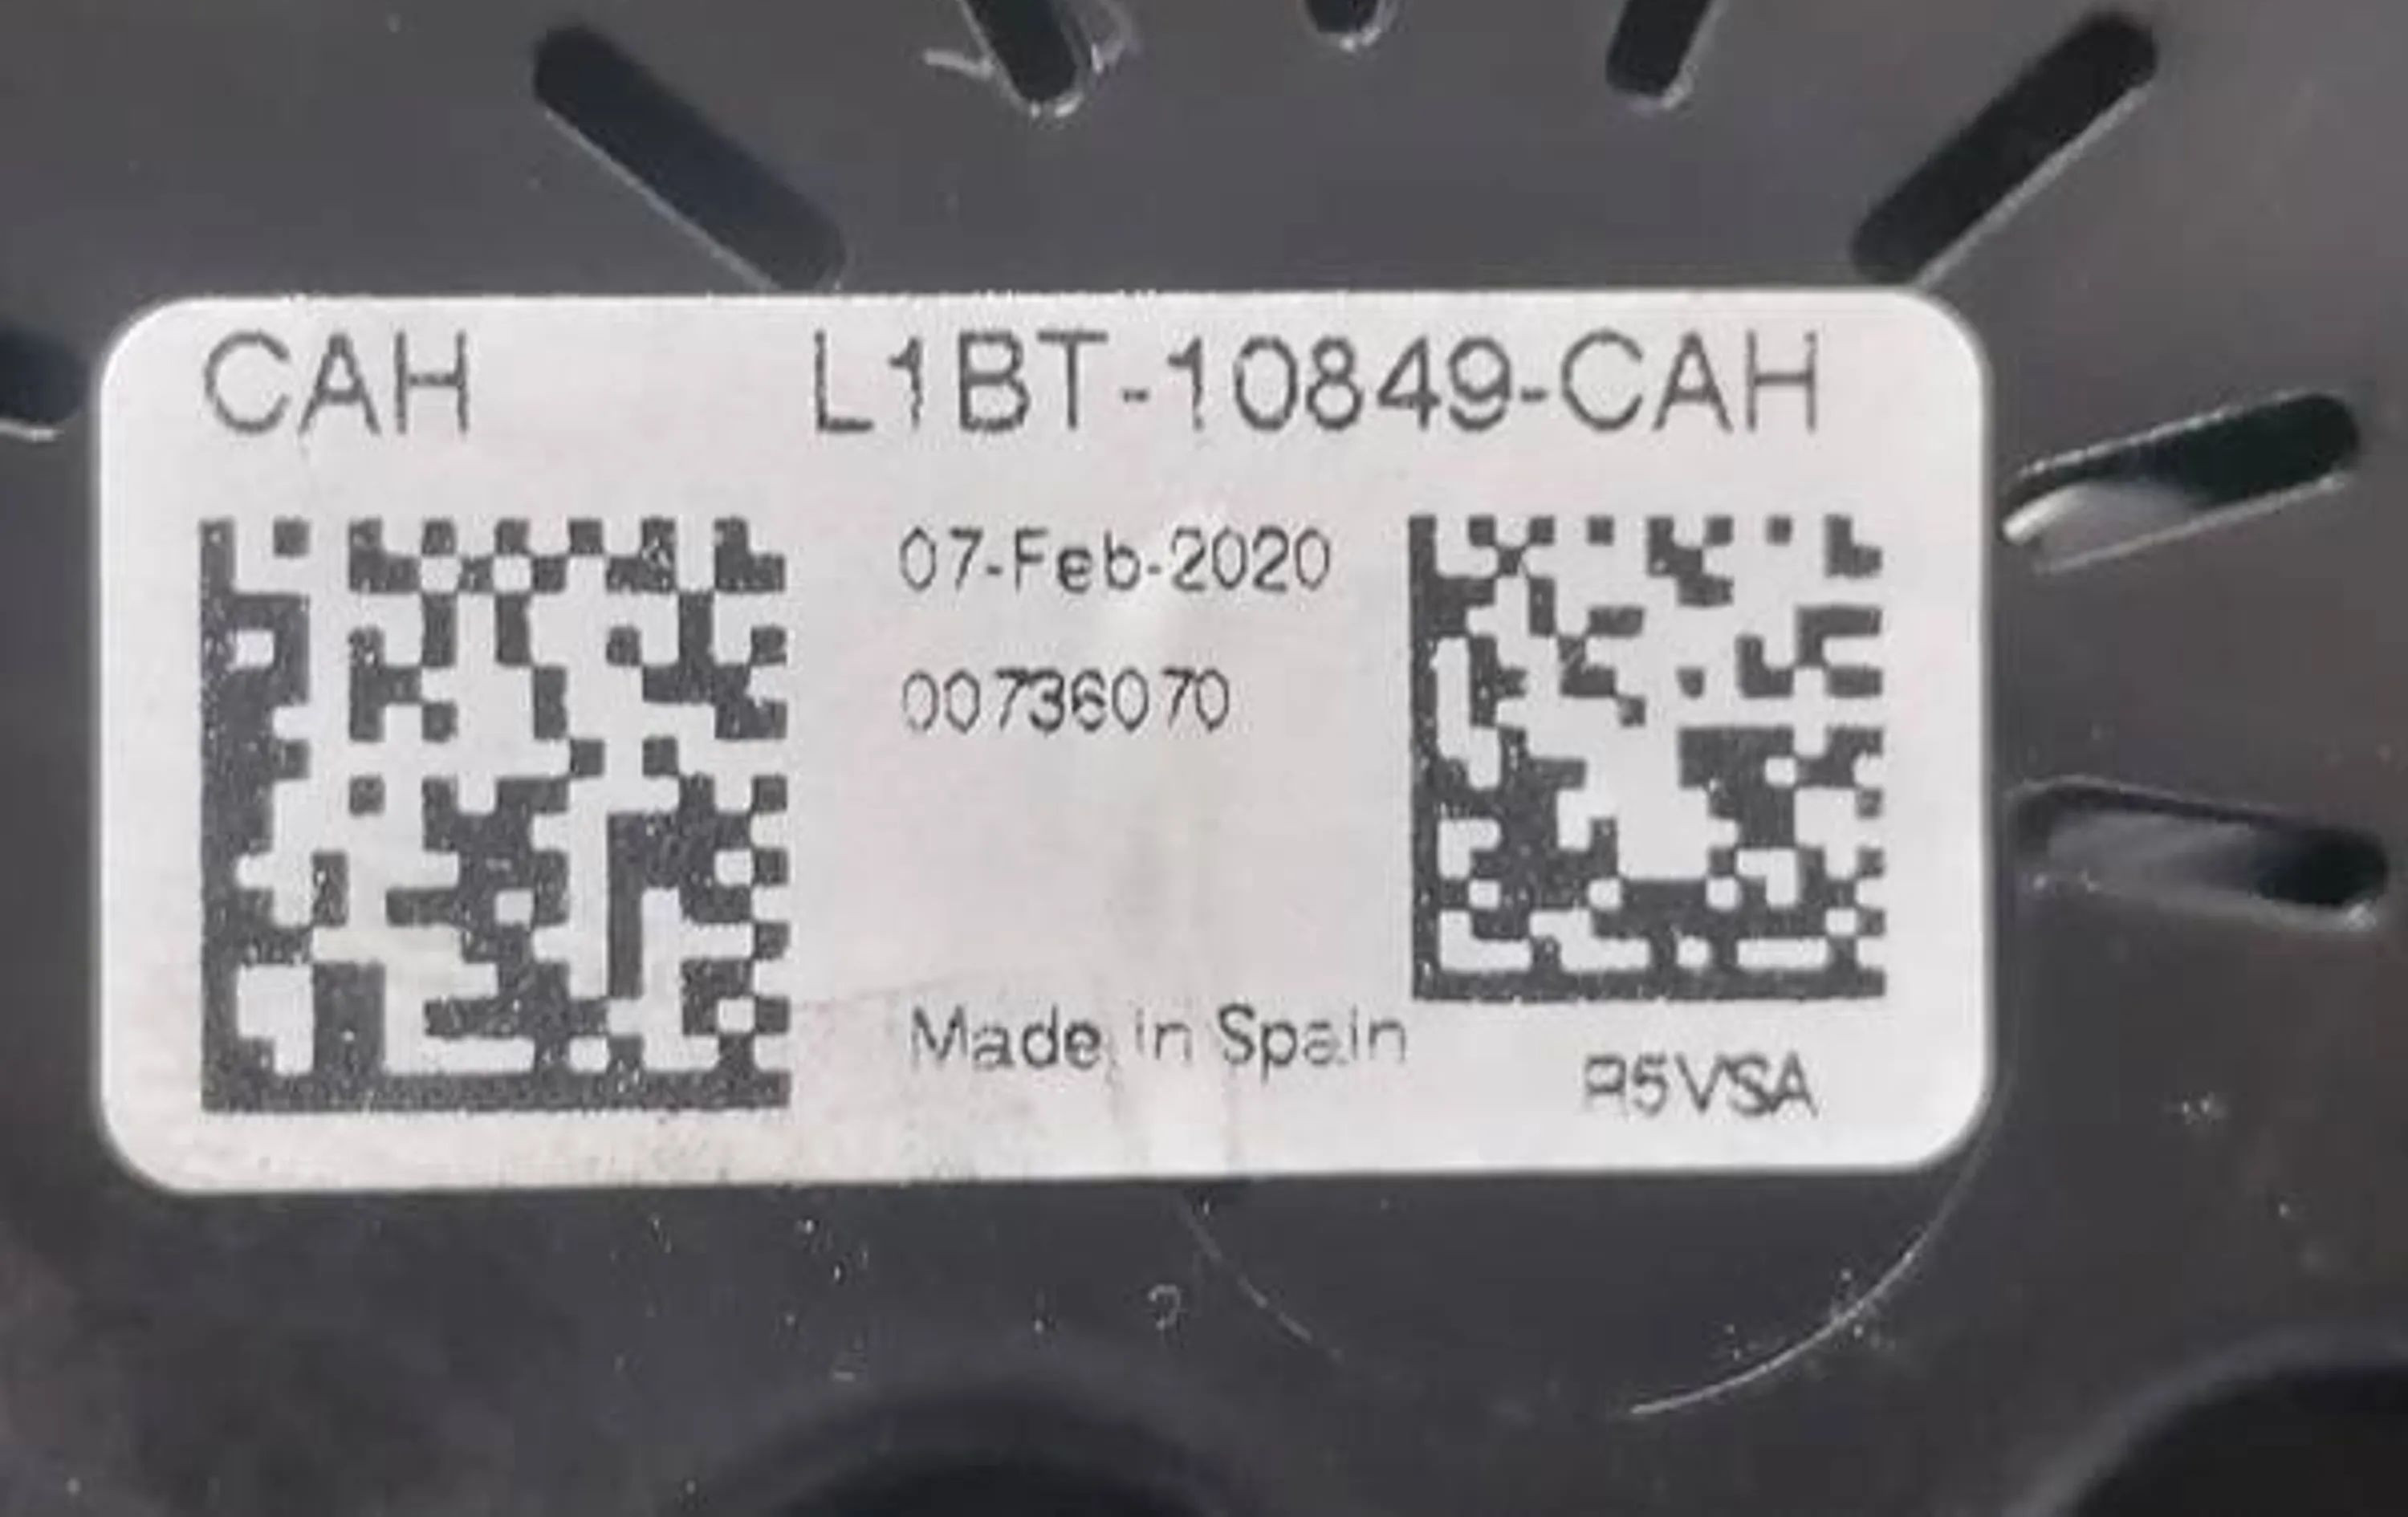 CAH L1BT-10849-CAH
07-Feb-2020
00736070
Made in Spain
R5VSA